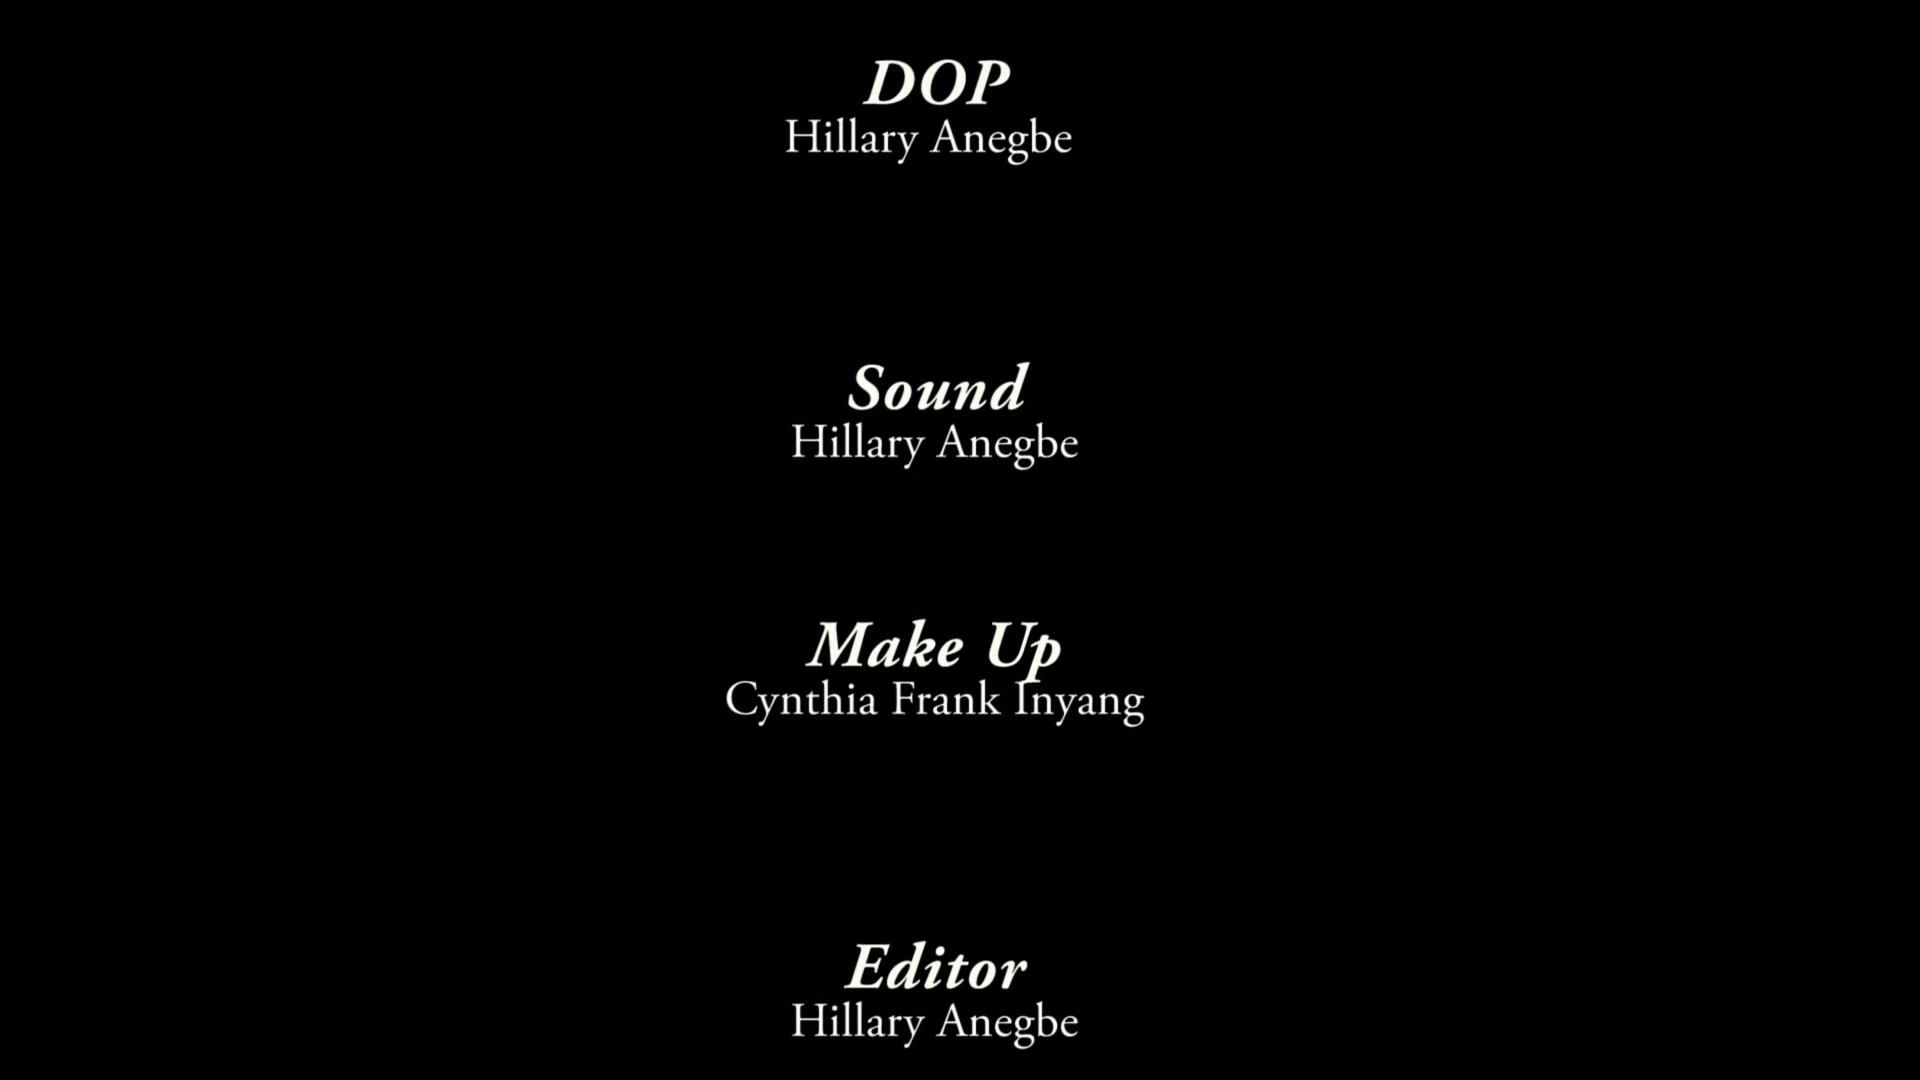 DOP
Hillary Anegbe
Sound
Hillary Anegbe
Make Up
Cynthia Frank Inyang
Editor
Hillary Anegbe